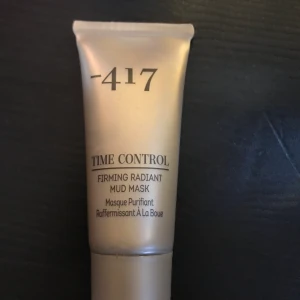 -417
TIME CONTROL
FIRMING RADIANT
MUD MASK
Masque Purifiant
Raffermissant À La Boue